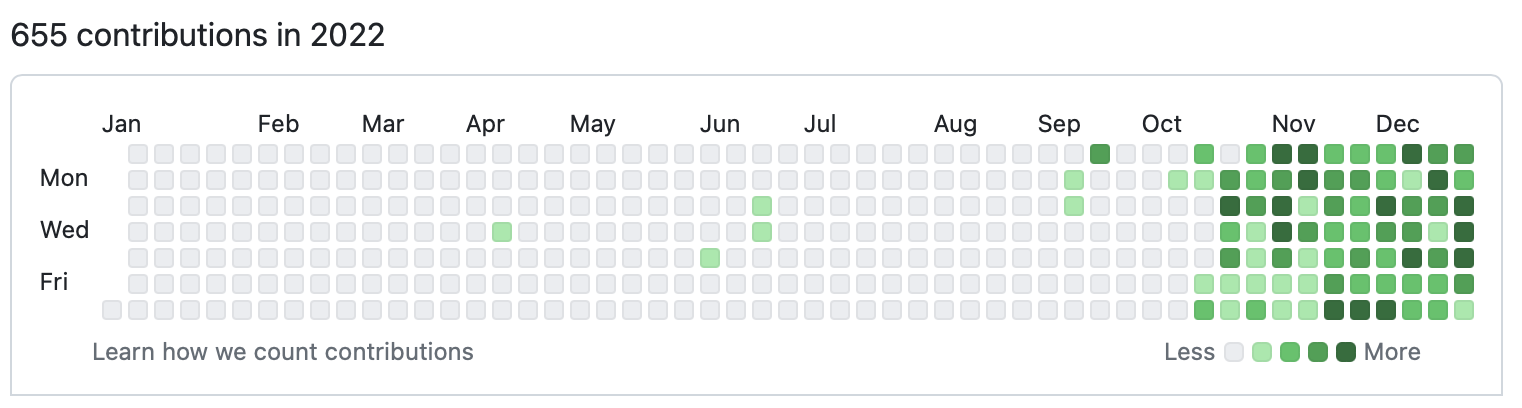 655 contributions in 2022
Jan Feb Mar Apr May Jun Jul Aug Sep Oct Nov Dec
Mon
Wed
Fri
Learn how we count contributions
Less More